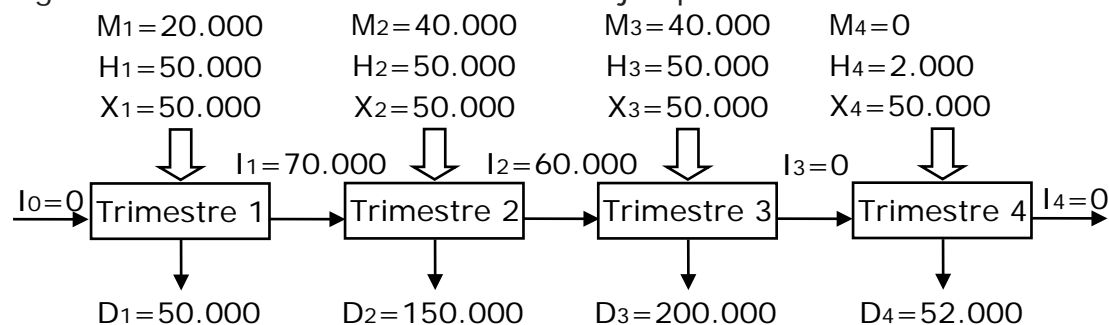 M1=20.000 M2=40.000 M3=40.000 M4=0
H1=50.000 H2=50.000 H3=50.000 H4=2.000
X1=50.000 X2=50.000 X3=50.000 X4=50.000
I1=70.000 I2=60.000 I3=0
I0=0 Trimestre 1 Trimestre 2 Trimestre 3 Trimestre 4 I4=0
D1=50.000 D2=150.000 D3=200.000 D4=52.000